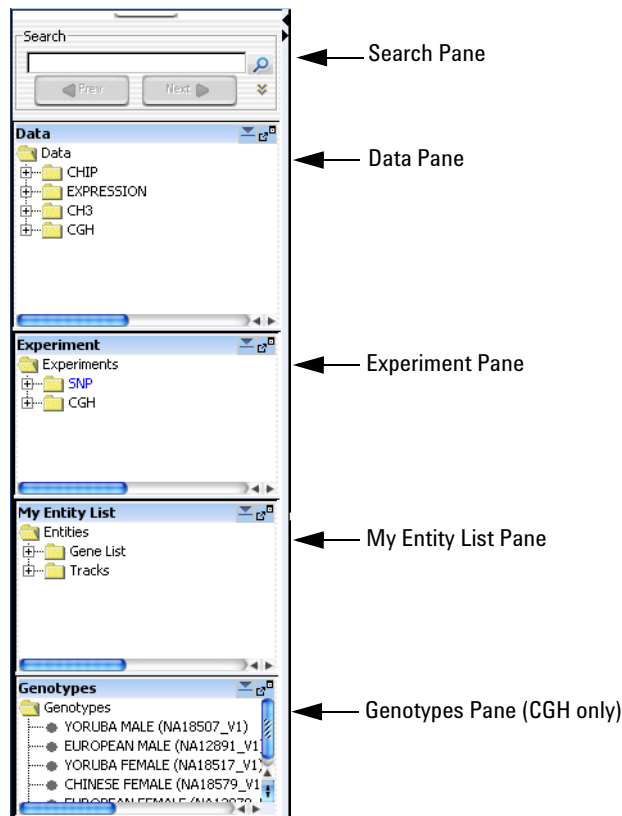 Search
Prev
Next
Search Pane
Data
Data
CHIP
EXPRESSION
CH3
CGH
Data Pane
Experiment
Experiments
SNP
CGH
Experiment Pane
My Entity List
Entities
Gene List
Tracks
My Entity List Pane
Genotypes
Genotypes
YORUBA MALE (NA18507_V1)
EUROPEAN MALE (NA12891_V1)
YORUBA FEMALE (NA18517_V1)
CHINESE FEMALE (NA18579_V1
EUROPEAN FEMALE
Genotypes Pane (CGH only)